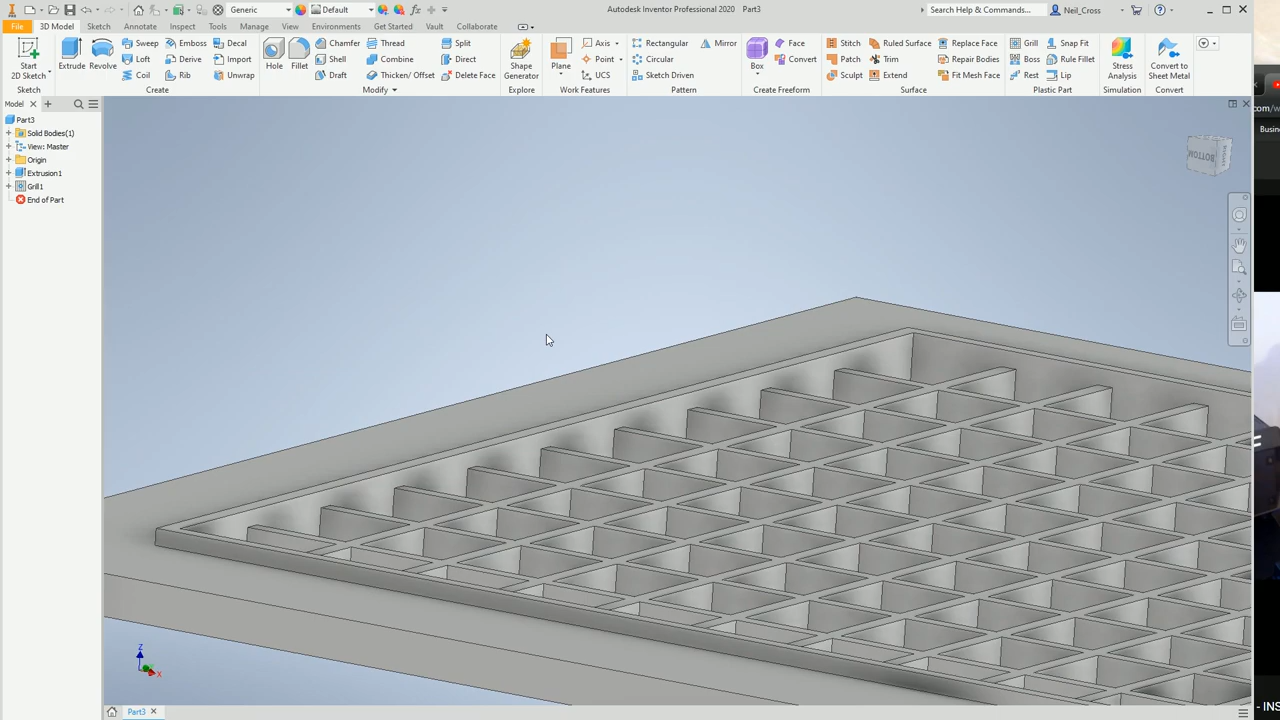 Generic
Default
Autodesk Inventor Professional 2020 Part3
Search Help & Commands...
Neil_Cross
File
3D Model
Sketch
Annotate
Inspect
Tools
Manage
View
Environments
Get Started
Vault
Collaborate
Start
2D Sketch
Extrude
Revolve
Sweep
Emboss
Decal
Loft
Derive
Import
Coil
Rib
Unwrap
Hole
Fillet
Chamfer
Thread
Split
Shell
Combine
Direct
Draft
Thicken/ Offset
Delete Face
Shape
Generator
Plane
Axis
Point
UCS
Rectangular
Mirror
Circular
Sketch Driven
Box
Face
Convert
Stitch
Ruled Surface
Replace Face
Patch
Trim
Repair Bodies
Sculpt
Extend
Fit Mesh Face
Grill
Snap Fit
Boss
Rule Fillet
Rest
Lip
Stress
Analysis
Convert to
Sheet Metal
Sketch
Create
Modify
Explore
Work Features
Pattern
Create Freeform
Surface
Plastic Part
Simulation
Convert
Model
Part3
Solid Bodies(1)
View: Master
Origin
Extrusion1
Grill1
End of Part
BOTTOM
Z
X
Part3
com/w
Busine
- INS